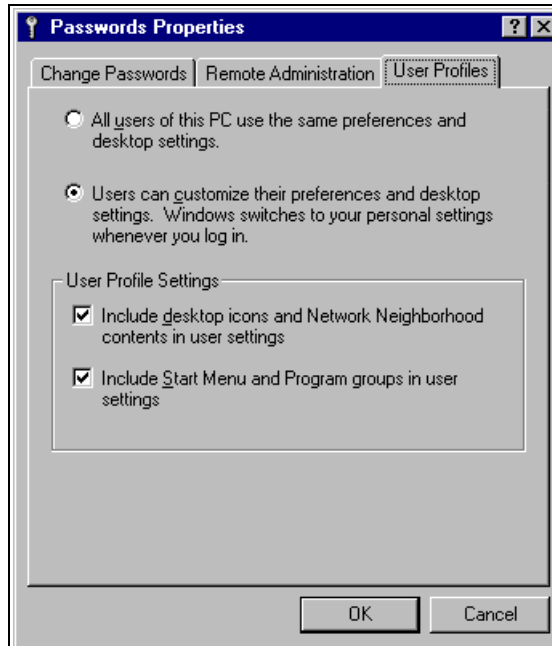 Passwords Properties
Change Passwords Remote Administration User Profiles
All users of this PC use the same preferences and
desktop settings.
Users can customize their preferences and desktop
settings. Windows switches to your personal settings
whenever you log in.
User Profile Settings
Include desktop icons and Network Neighborhood
contents in user settings
Include Start Menu and Program groups in user
settings
OK Cancel